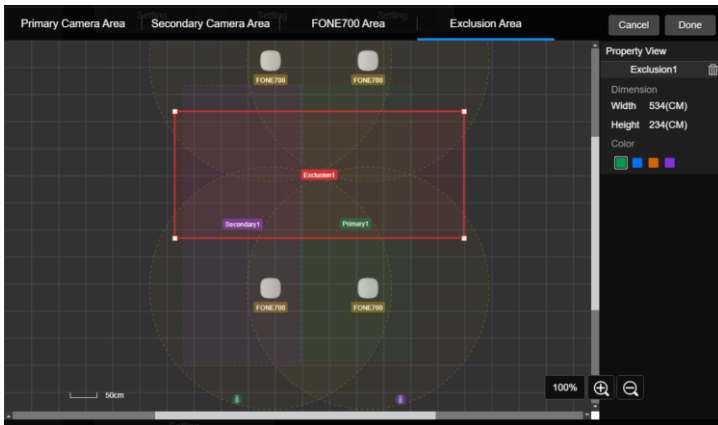 Primary Camera Area
Secondary Camera Area
FONE700 Area
Exclusion Area
Cancel
Done
Property View
Exclusion1
Dimension
Width 534(CM)
Height 234(CM)
Color
FONE700
FONE700
Exclusion1
Secondary1
Primary1
FONE700
FONE700
100%
50cm